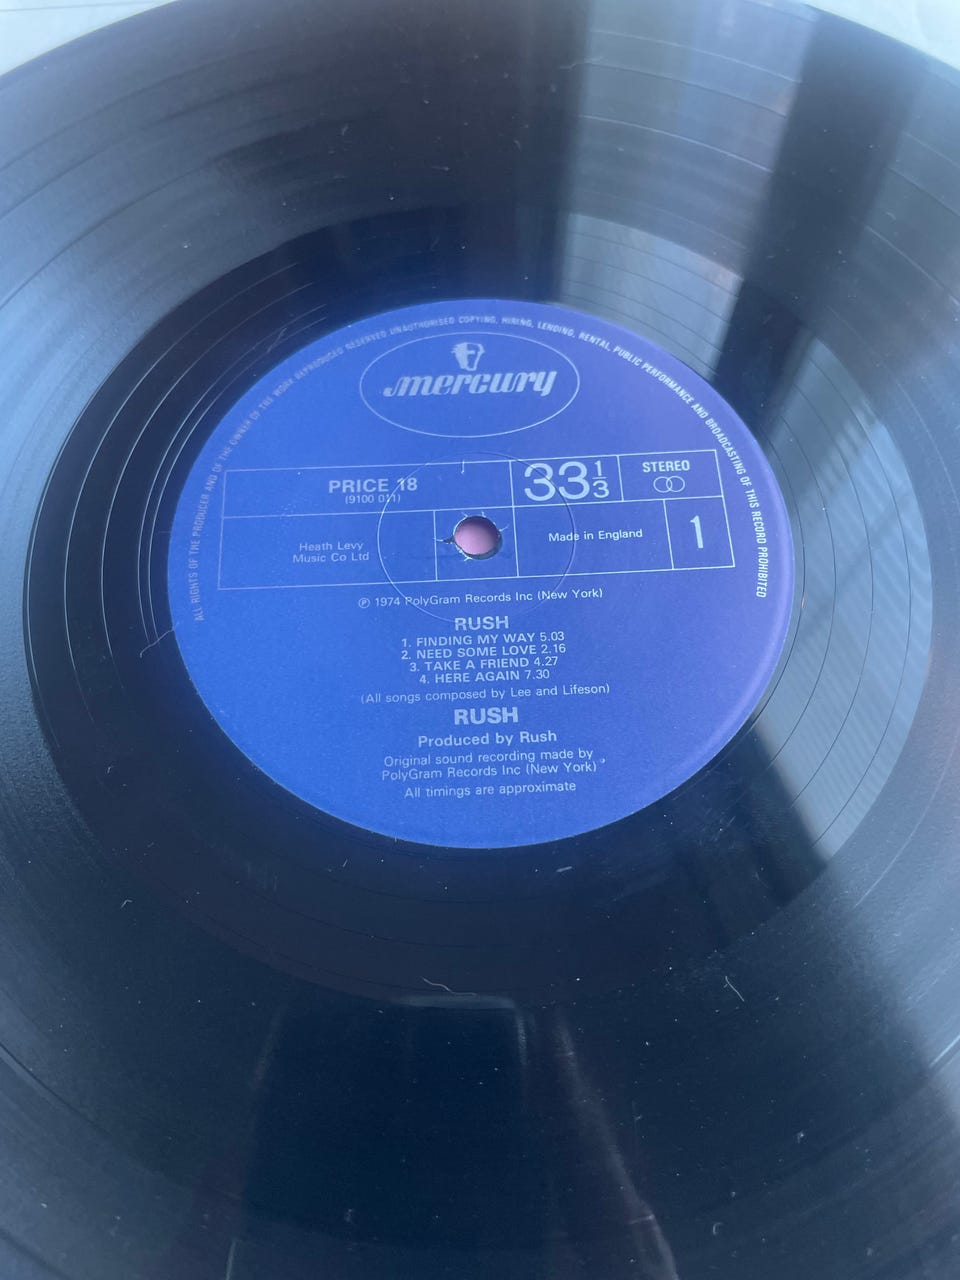 ALL RIGHTS OF THE PRODUCER AND OF THE OWNER OF THE WORK REPRODUCED RESERVED UNAUTHORISED COPYING, HIRING, LENDING, RENTAL, PUBLIC PERFORMANCE AND BROADCASTING OF THIS RECORD PROHIBITED
mercury
PRICE 18
(9100 011)
33 1/3
STEREO
Heath Levy
Music Co Ltd
Made in England
1
℗ 1974 PolyGram Records Inc (New York)
RUSH
1. FINDING MY WAY 5.03
2. NEED SOME LOVE 2.16
3. TAKE A FRIEND 4.27
4. HERE AGAIN 7.30
(All songs composed by Lee and Lifeson)
RUSH
Produced by Rush
Original sound recording made by
PolyGram Records Inc (New York)
All timings are approximate